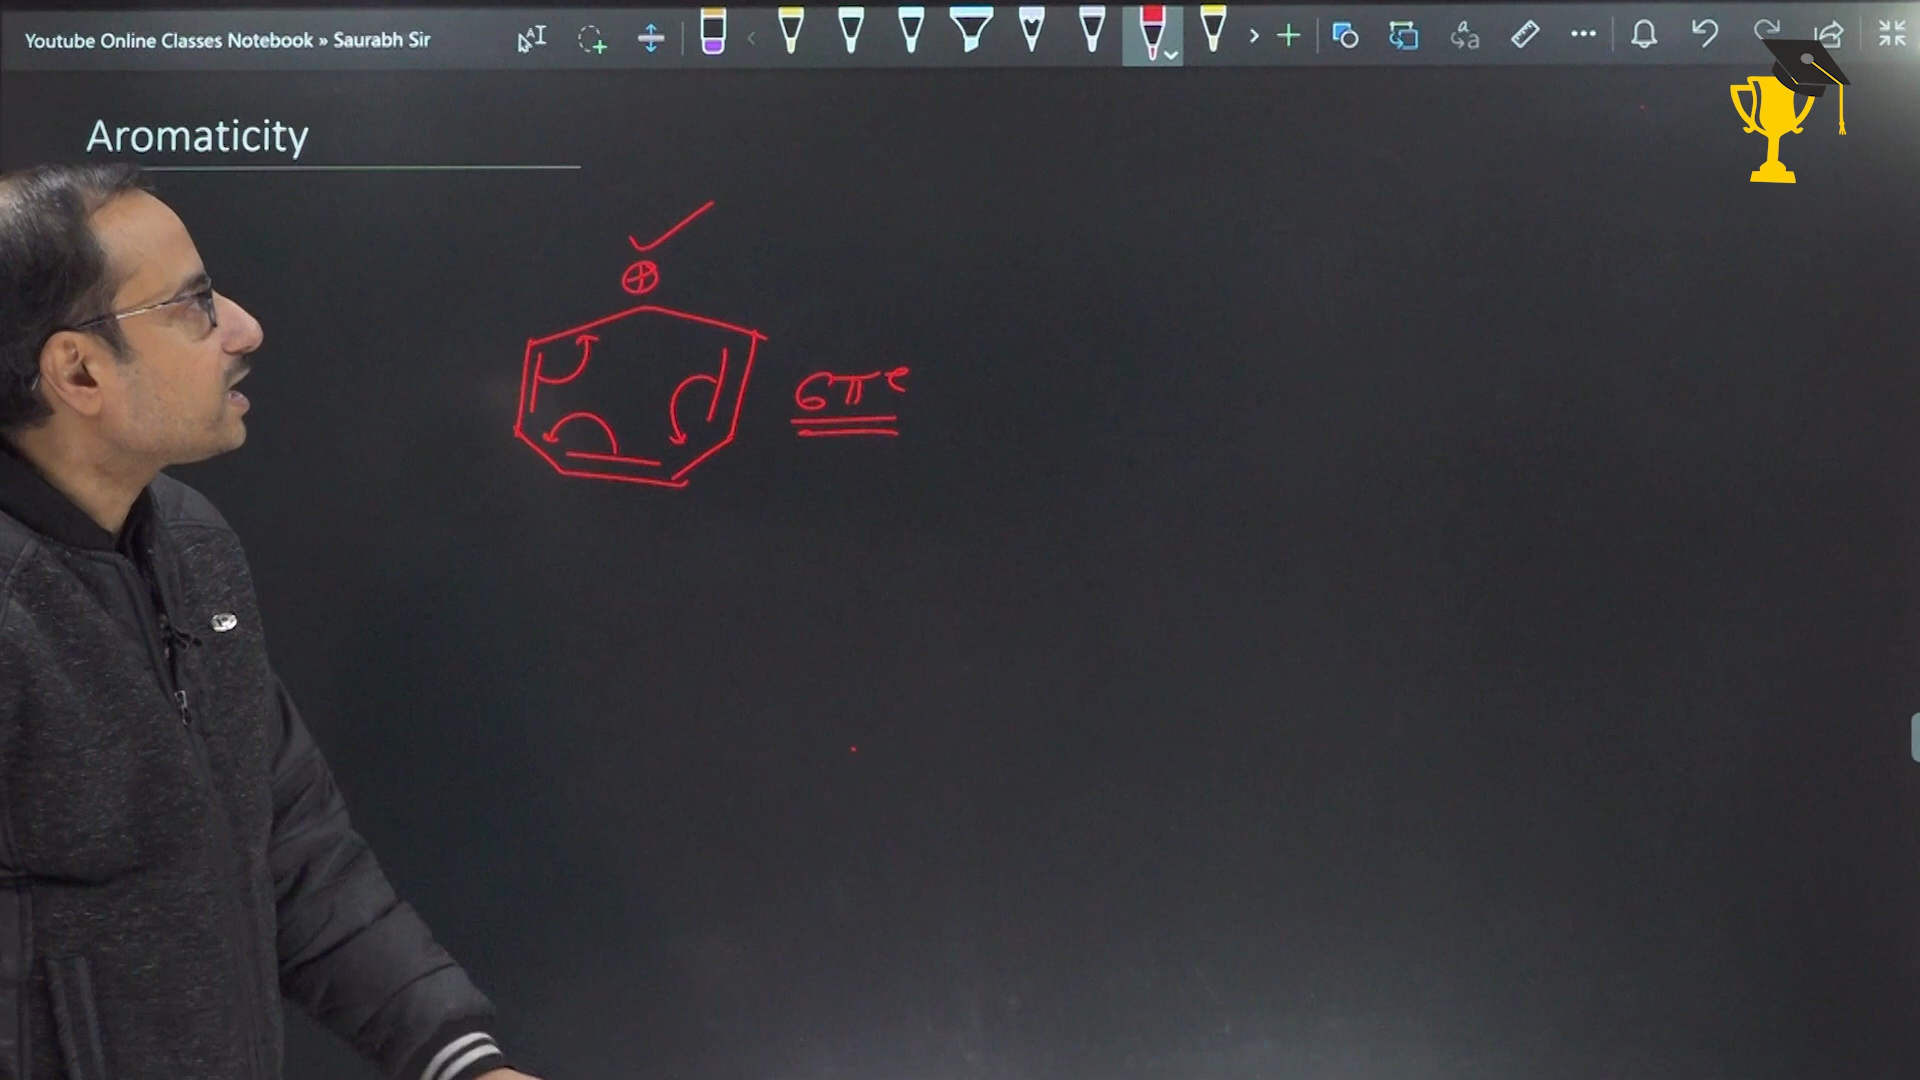 Youtube Online Classes Notebook » Saurabh Sir
Aromaticity
⊕
6πe